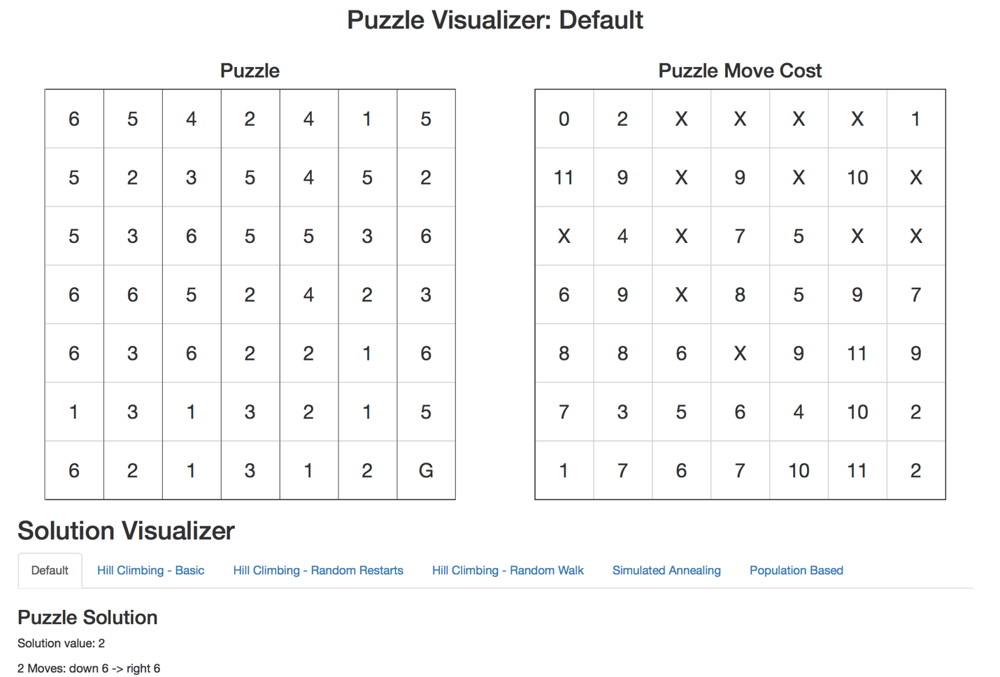 Puzzle Visualizer: Default
Puzzle
6 5 4 2 4 1 5
5 2 3 5 4 5 2
5 3 6 5 5 3 6
6 6 5 2 4 2 3
6 3 6 2 2 1 6
1 3 1 3 2 1 5
6 2 1 3 1 2 G
Puzzle Move Cost
0 2 X X X X 1
11 9 X 9 X 10 X
X 4 X 7 5 X X
6 9 X 8 5 9 7
8 8 6 X 9 11 9
7 3 5 6 4 10 2
1 7 6 7 10 11 2
Solution Visualizer
Default Hill Climbing - Basic Hill Climbing - Random Restarts Hill Climbing - Random Walk Simulated Annealing Population Based
Puzzle Solution
Solution value: 2
2 Moves: down 6 -> right 6